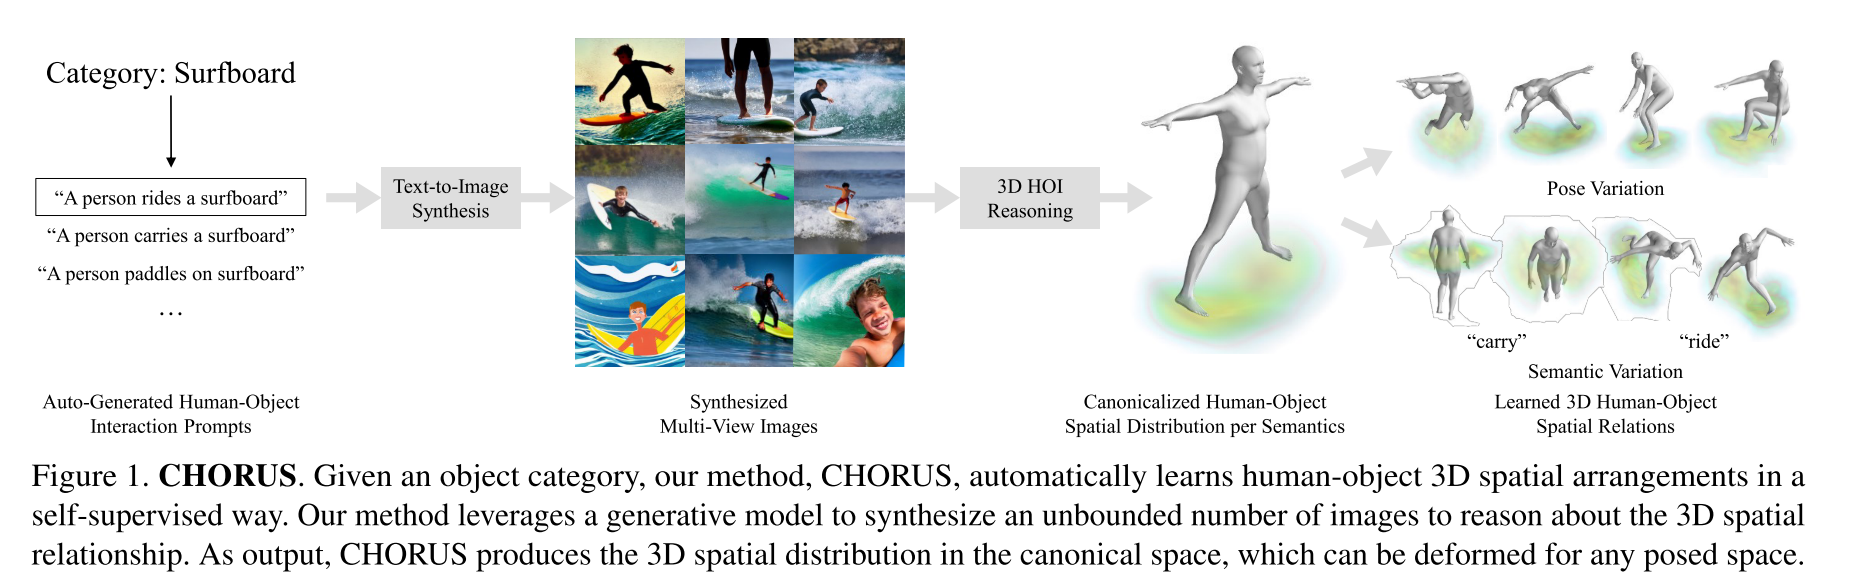 Category: Surfboard
“A person rides a surfboard”
“A person carries a surfboard”
“A person paddles on surfboard”
…
Auto-Generated Human-Object
Interaction Prompts
Text-to-Image
Synthesis
Synthesized
Multi-View Images
3D HOI
Reasoning
Canonicalized Human-Object
Spatial Distribution per Semantics
Pose Variation
“carry”
“ride”
Semantic Variation
Learned 3D Human-Object
Spatial Relations
Figure 1. CHORUS. Given an object category, our method, CHORUS, automatically learns human-object 3D spatial arrangements in a
self-supervised way. Our method leverages a generative model to synthesize an unbounded number of images to reason about the 3D spatial
relationship. As output, CHORUS produces the 3D spatial distribution in the canonical space, which can be deformed for any posed space.